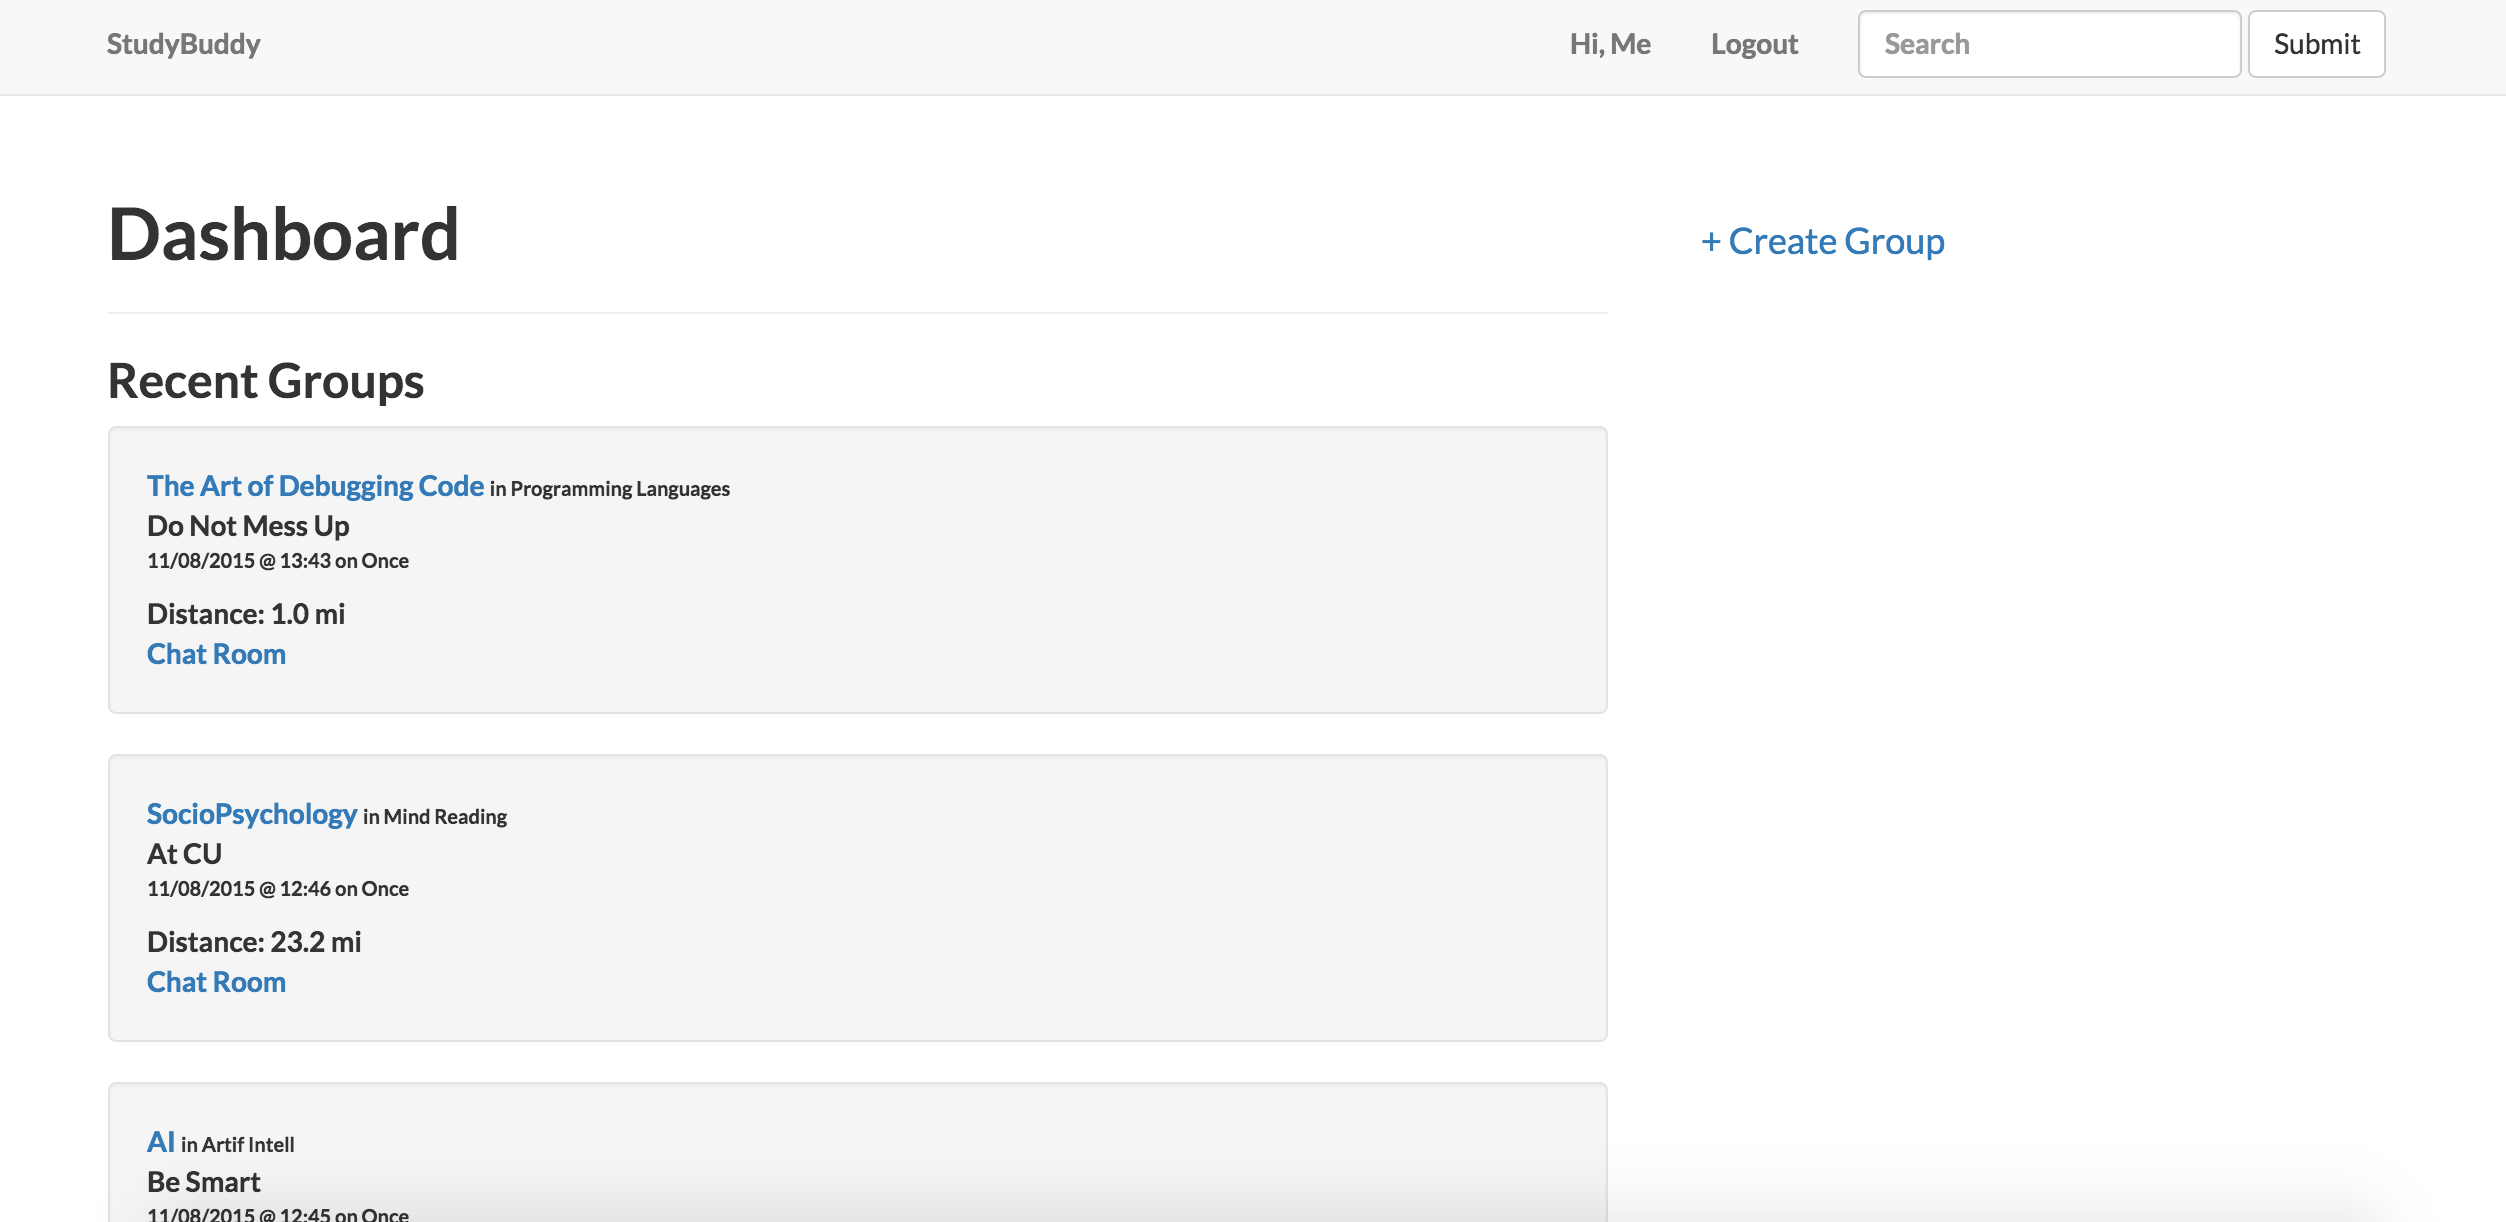 StudyBuddy Hi, Me Logout Search Submit
Dashboard
+ Create Group
Recent Groups
The Art of Debugging Code in Programming Languages
Do Not Mess Up
11/08/2015 @ 13:43 on Once
Distance: 1.0 mi
Chat Room
SocioPsychology in Mind Reading
At CU
11/08/2015 @ 12:46 on Once
Distance: 23.2 mi
Chat Room
AI in Artif Intell
Be Smart
11/08/2015 @ 12:45 on Once